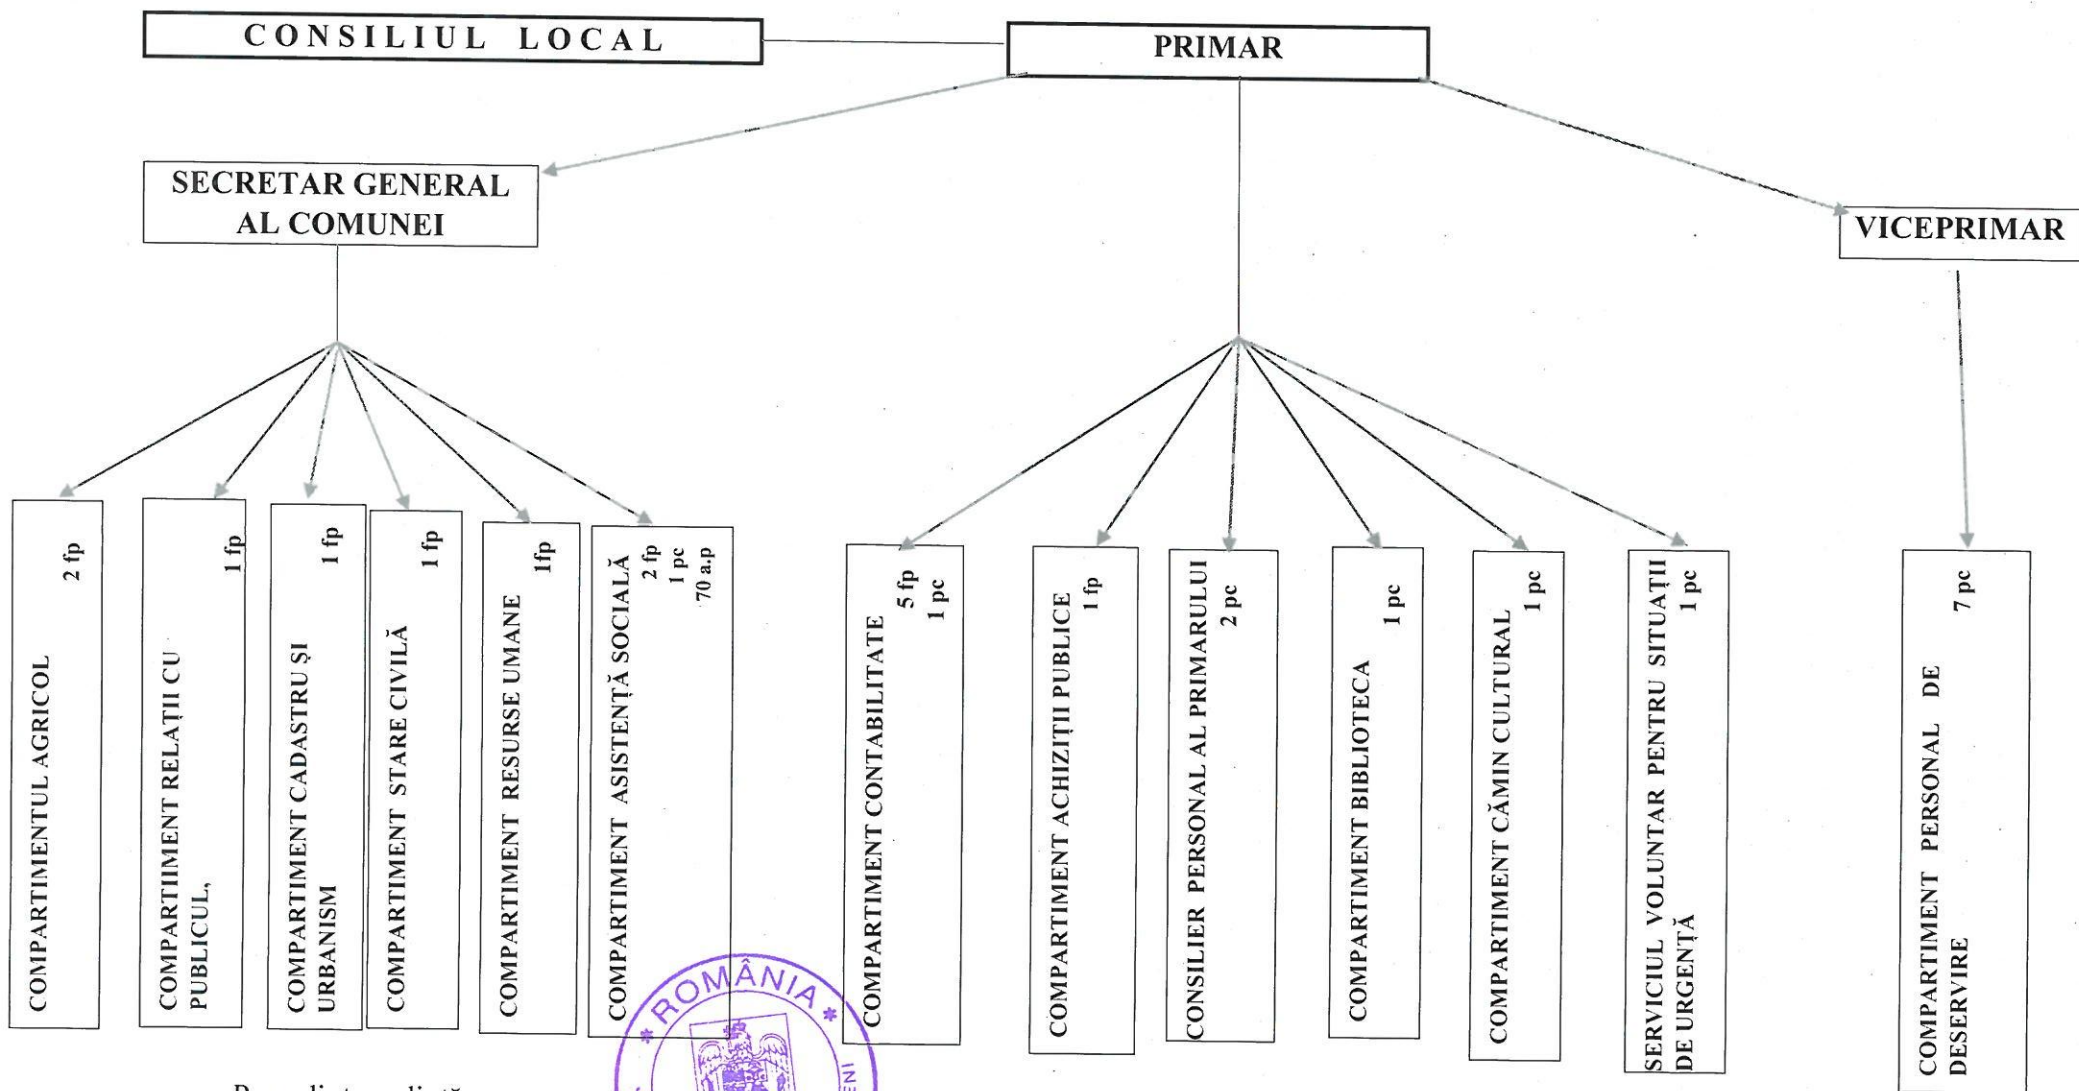 CONSILIUL LOCAL
PRIMAR
SECRETAR GENERAL
AL COMUNEI
VICEPRIMAR
COMPARTIMENTUL AGRICOL
2 fp
COMPARTIIMENT RELAȚII CU
PUBLICUL,
1 fp
COMPARTIMENT CADASTRU ȘI
URBANISM
1 fp
COMPARTIMENT STARE CIVILĂ
1 fp
COMPARTIMENT RESURSE UMANE
1fp
COMPARTIMENT ASISTENȚĂ SOCIALĂ
2 fp
1 pc
70 a.p
COMPARTIMENT CONTABILITATE
5 fp
1 pc
COMPARTIMENT ACHIZIȚII PUBLICE
1 fp
CONSILIER PERSONAL AL PRIMARULUI
2 pc
COMPARTIMENT BIBLIOTECA
1 pc
COMPARTIMENT CĂMIN CULTURAL
1 pc
SERVICIUL VOLUNTAR PENTRU SITUAȚII
DE URGENȚĂ
1 pc
COMPARTIMENT PERSONAL DE
DESERVIRE
7 pc
* ROMÂNIA *